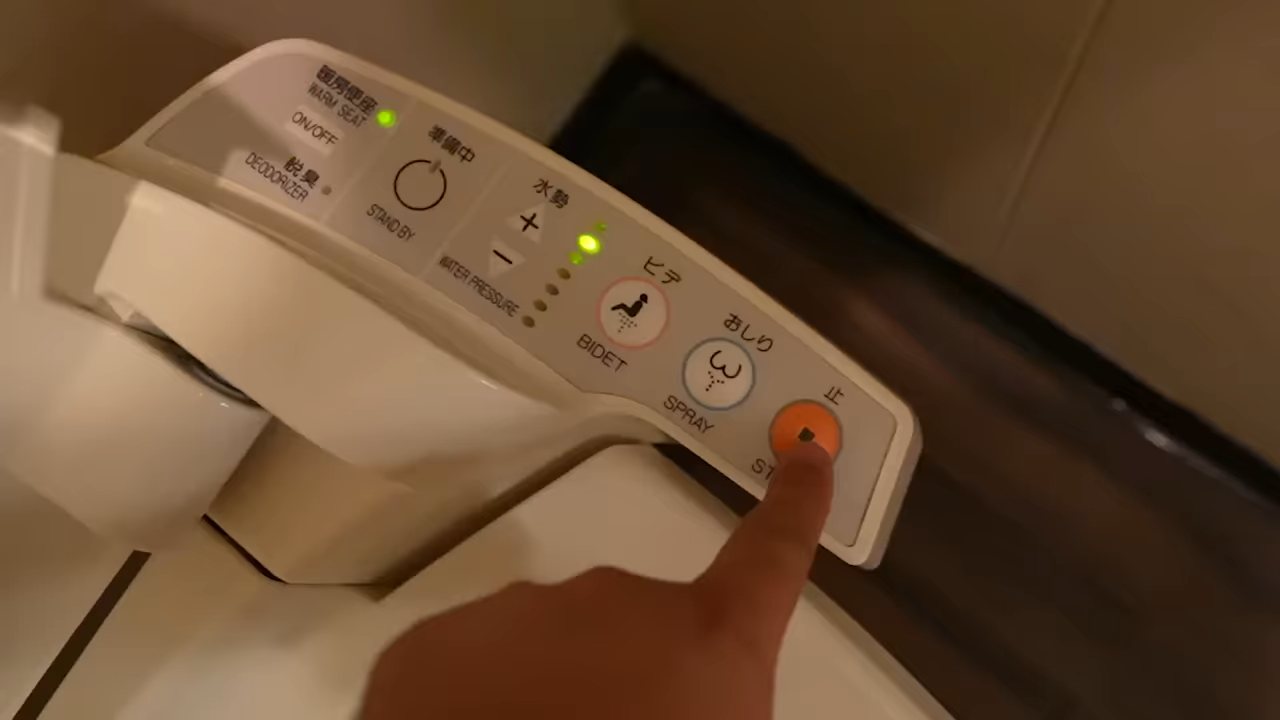 暖房便座
WARM SEAT
ON/OFF
脱臭
DEODORIZER
準備中
STAND BY
水勢
+
-
WATER PRESSURE
ビデ
BIDET
おしり
SPRAY
止